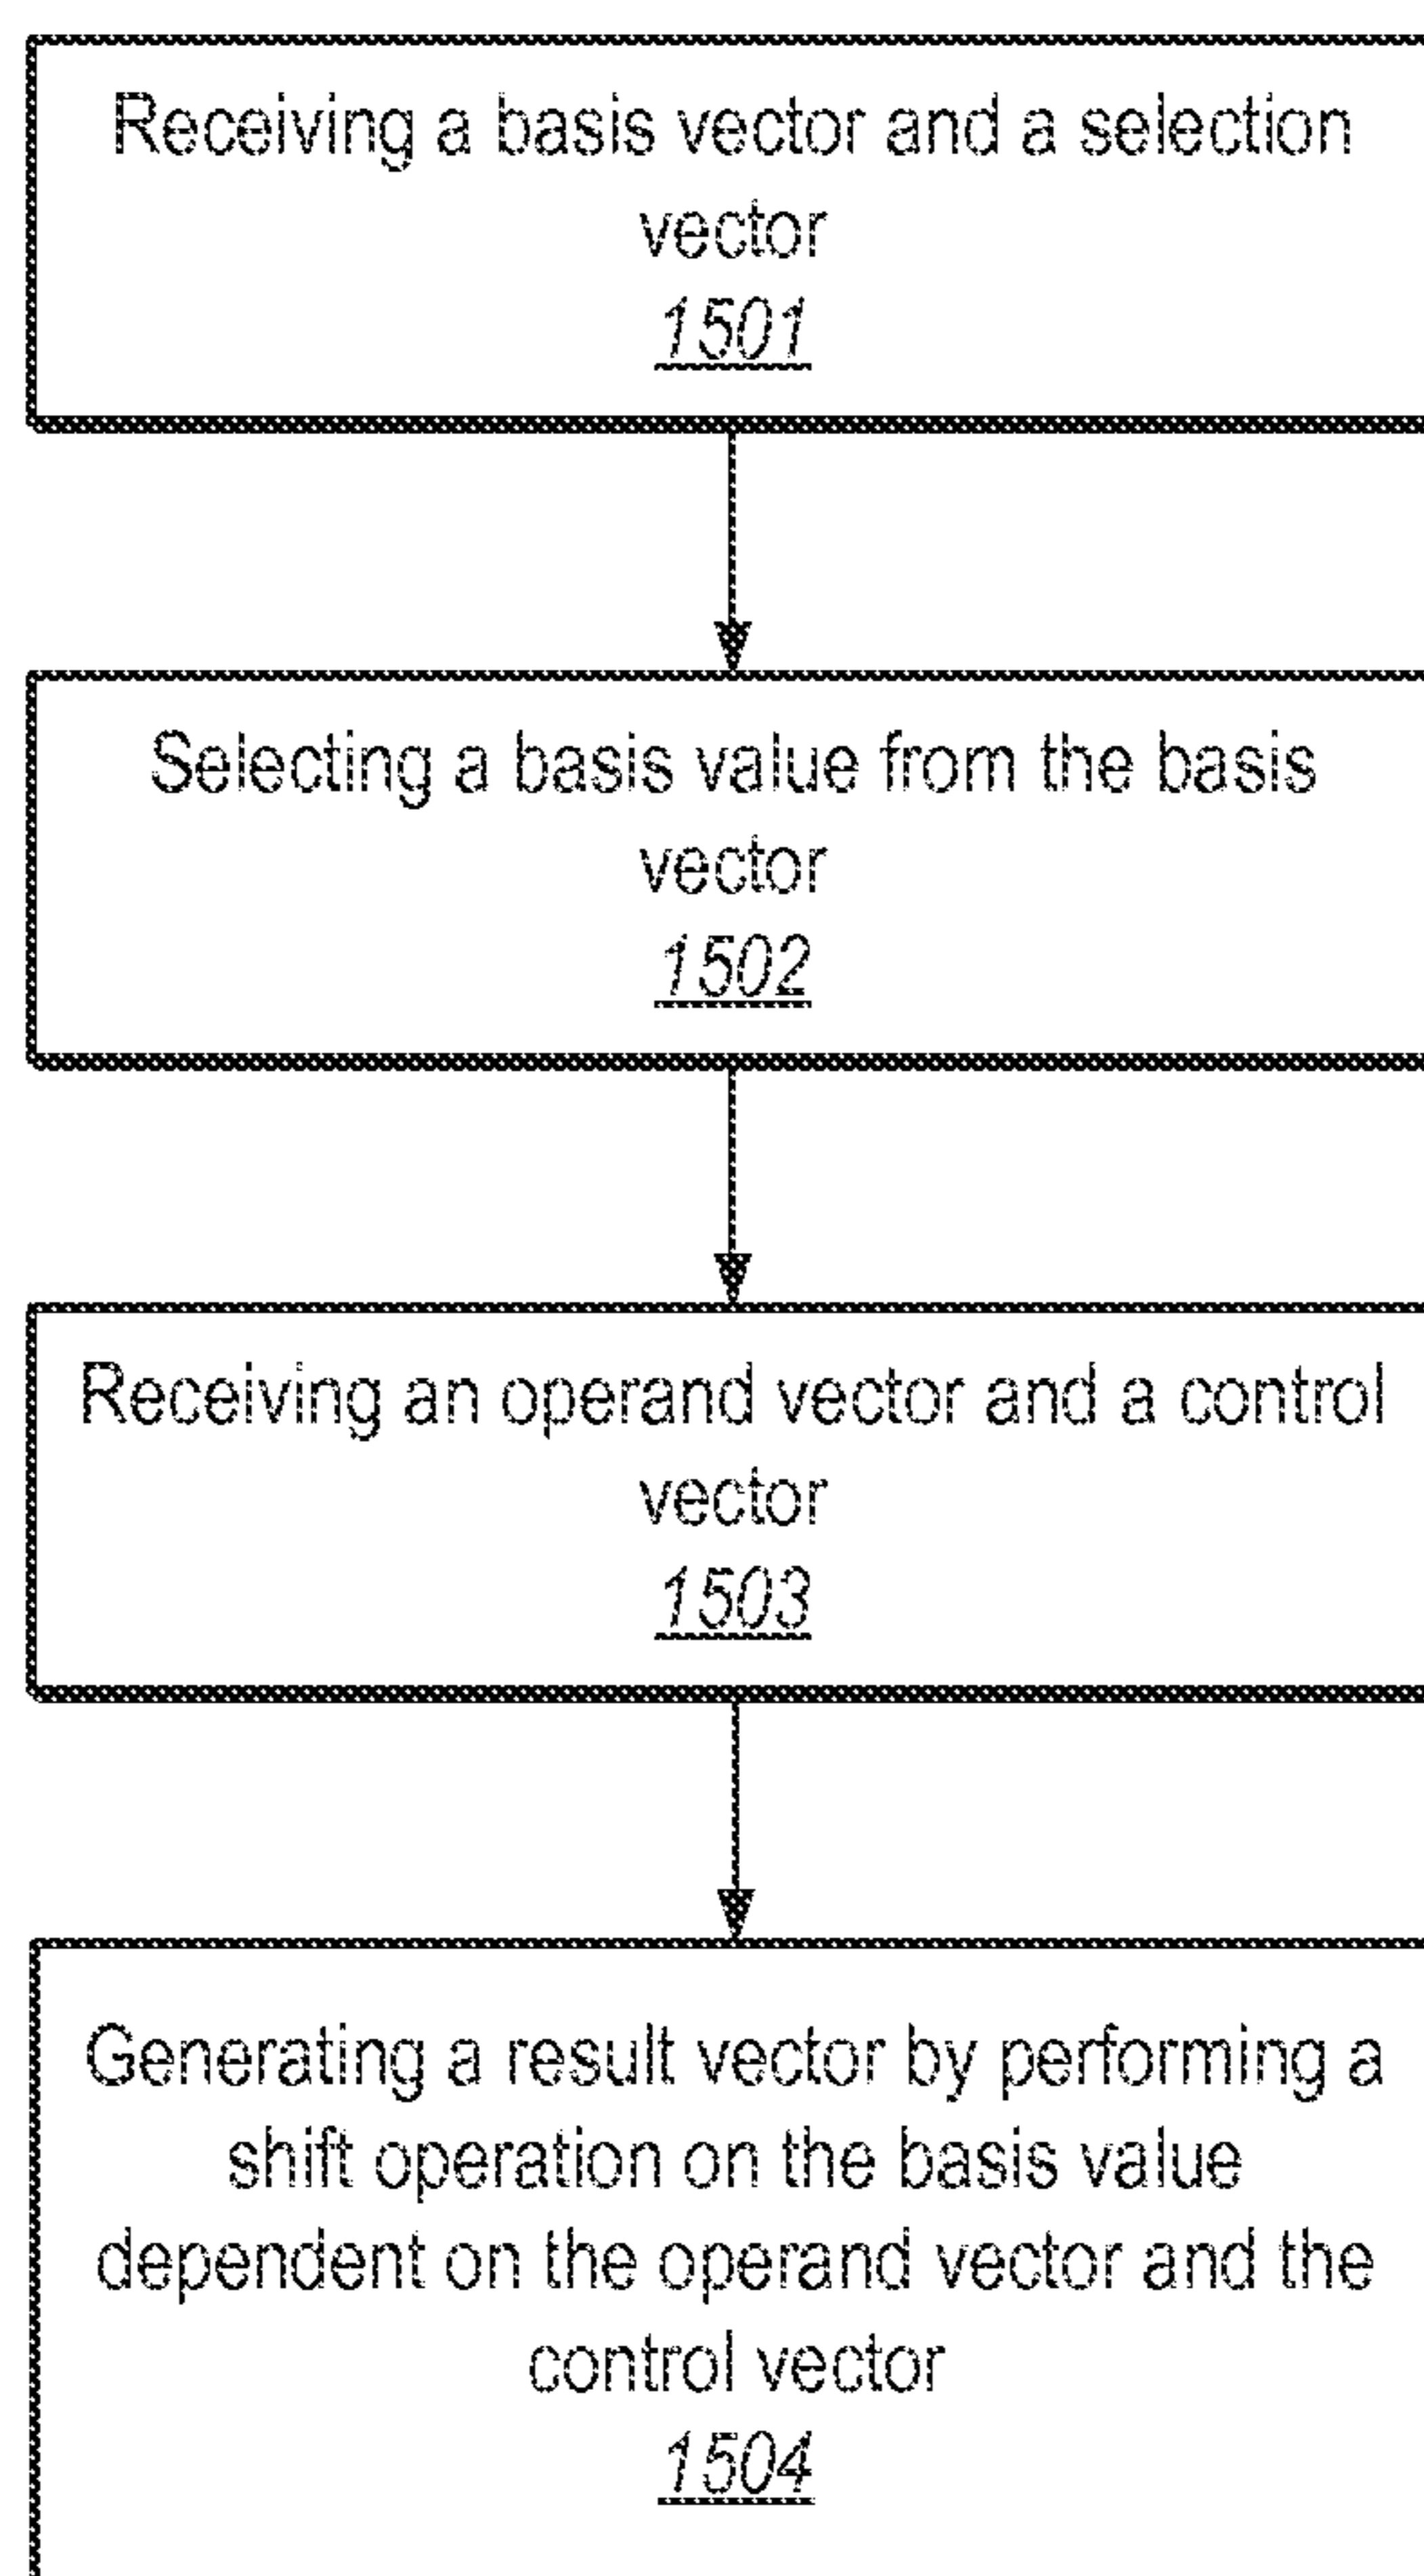 Receiving a basis vector and a selection
vector
1501
Selecting a basis value from the basis
vector
1502
Receiving an operand vector and a control
vector
1503
Generating a result vector by performing a
shift operation on the basis value
dependent on the operand vector and the
control vector
1504